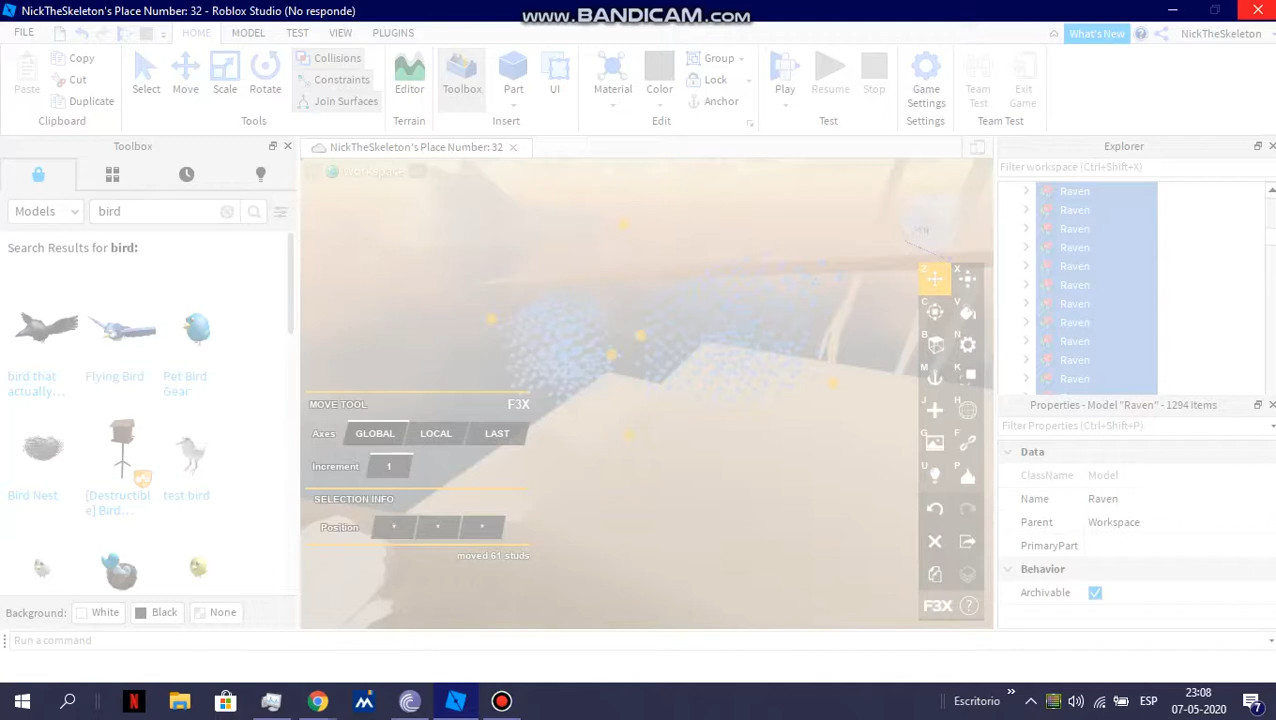 NickTheSkeleton's Place Number: 32 - Roblox Studio (No responde)
www.BANDICAM.com
FILE HOME MODEL TEST VIEW PLUGINS What's New NickTheSkeleton
Paste Copy Cut Duplicate
Clipboard
Select Move Scale Rotate
Collisions
Constraints
Join Surfaces
Tools
Editor
Terrain
Toolbox Part UI
Insert
Material Color
Group
Lock
Anchor
Edit
Play Resume Stop
Test
Game Settings
Settings
Team Test Exit Game
Team Test
Toolbox
Models bird
Search Results for bird:
bird that actually...
Flying Bird
Pet Bird Gear
Bird Nest
[Destructible] Bird...
test bird
Background: White Black None
Run a command
NickTheSkeleton's Place Number: 32
MOVE TOOL F3X
Axes GLOBAL LOCAL LAST
Increment 1
SELECTION INFO
Position * * *
moved 61 studs
Z X
C V
B N
M K
J H
G F
U P
F3X ?
Explorer
Filter workspace (Ctrl+Shift+X)
Raven
Raven
Raven
Raven
Raven
Raven
Raven
Raven
Raven
Raven
Raven
Properties - Model "Raven" - 1294 items
Filter Properties (Ctrl+Shift+P)
Data
ClassName Model
Name Raven
Parent Workspace
PrimaryPart
Behavior
Archivable
N
Escritorio
ESP
23:08
07-05-2020
7